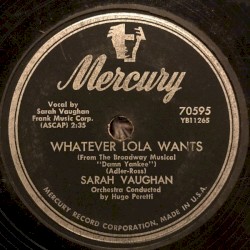 Mercury
Vocal by
Sarah Vaughan
Frank Music Corp.
(ASCAP) 2:35
70595
YB11265
WHATEVER LOLA WANTS
(From The Broadway Musical
"Damn Yankee")
(Adler-Ross)
SARAH VAUGHAN
Orchestra Conducted
by Hugo Peretti
MERCURY RECORD CORPORATION, MADE IN U.S.A.